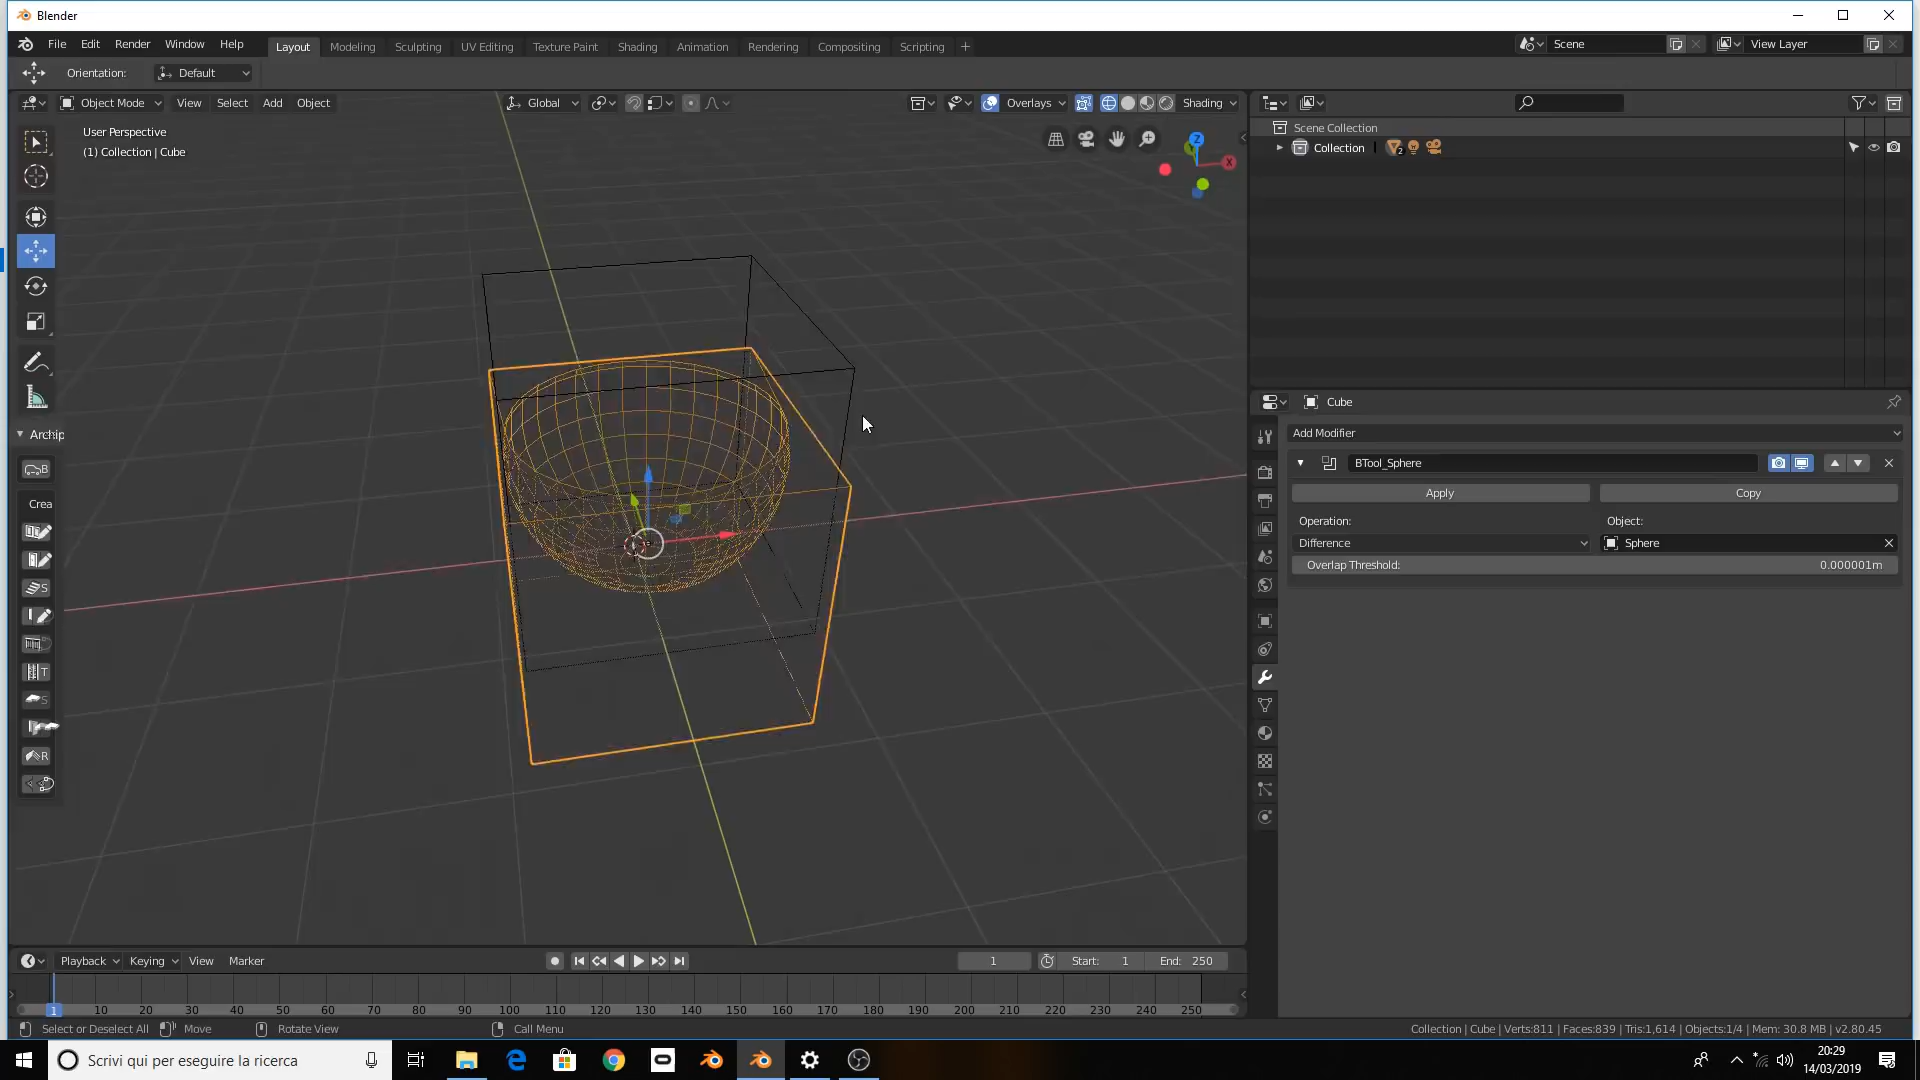 Blender
File Edit Render Window Help
Layout Modeling Sculpting UV Editing Texture Paint Shading Animation Rendering Compositing Scripting +
Scene
View Layer
Orientation: Default
Object Mode View Select Add Object
Global
Overlays
Shading
User Perspective
(1) Collection | Cube
Z
X
Archip
B
Crea
S
T
S
R
Scene Collection
Collection
2
Cube
Add Modifier
BTool_Sphere
Apply Copy
Operation: Object:
Difference Sphere
Overlap Threshold: 0.000001m
Playback Keying View Marker
1
Start: 1 End: 250
1 10 20 30 40 50 60 70 80 90 100 110 120 130 140 150 160 170 180 190 200 210 220 230 240 250
Select or Deselect All Move Rotate View Call Menu
Collection | Cube | Verts:811 | Faces:839 | Tris:1,614 | Objects:1/4 | Mem: 30.8 MB | v2.80.45
Scrivi qui per eseguire la ricerca
20:29
14/03/2019